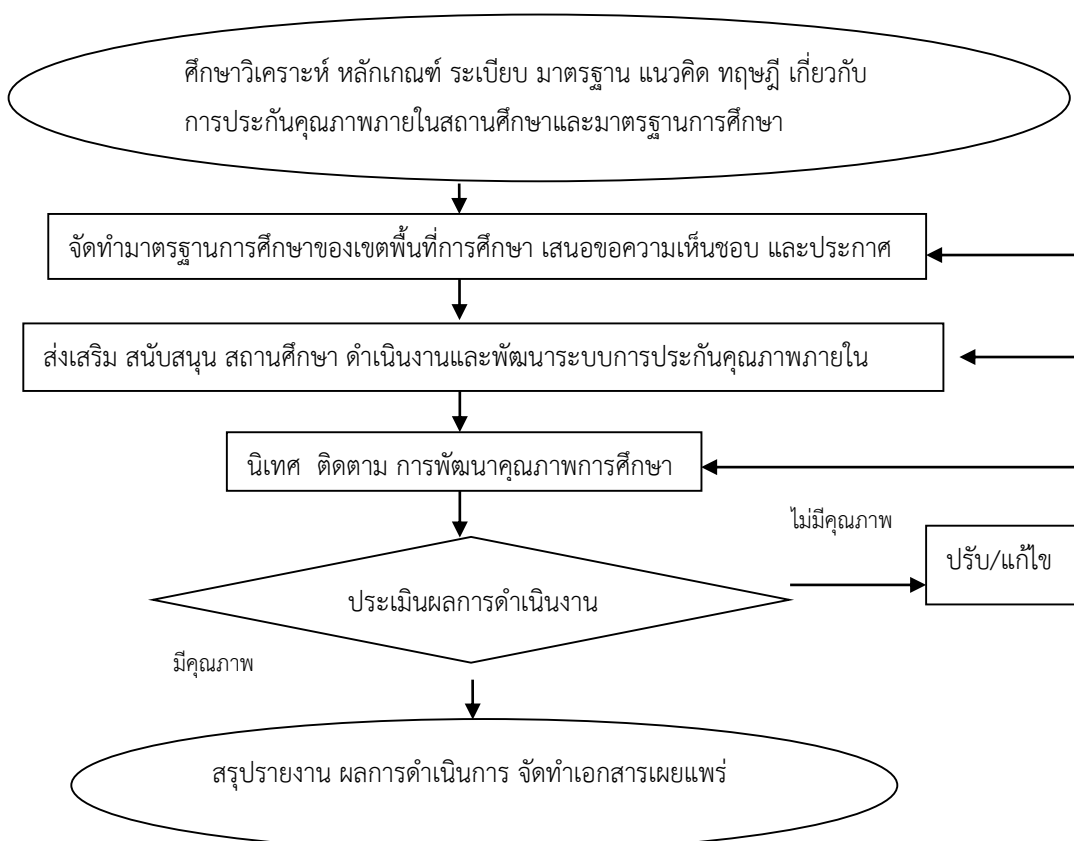 ศึกษาวิเคราะห์ หลักเกณฑ์ ระเบียบ มาตรฐาน แนวคิด ทฤษฎี เกี่ยวกับ
การประกันคุณภาพภายในสถานศึกษาและมาตรฐานการศึกษา
จัดทำมาตรฐานการศึกษาของเขตพื้นที่การศึกษา เสนอขอความเห็นชอบ และประกาศ
ส่งเสริม สนับสนุน สถานศึกษา ดำเนินงานและพัฒนาระบบการประกันคุณภาพภายใน
นิเทศ ติดตาม การพัฒนาคุณภาพการศึกษา
ไม่มีคุณภาพ
ปรับ/แก้ไข
ประเมินผลการดำเนินงาน
มีคุณภาพ
สรุปรายงาน ผลการดำเนินการ จัดทำเอกสารเผยแพร่